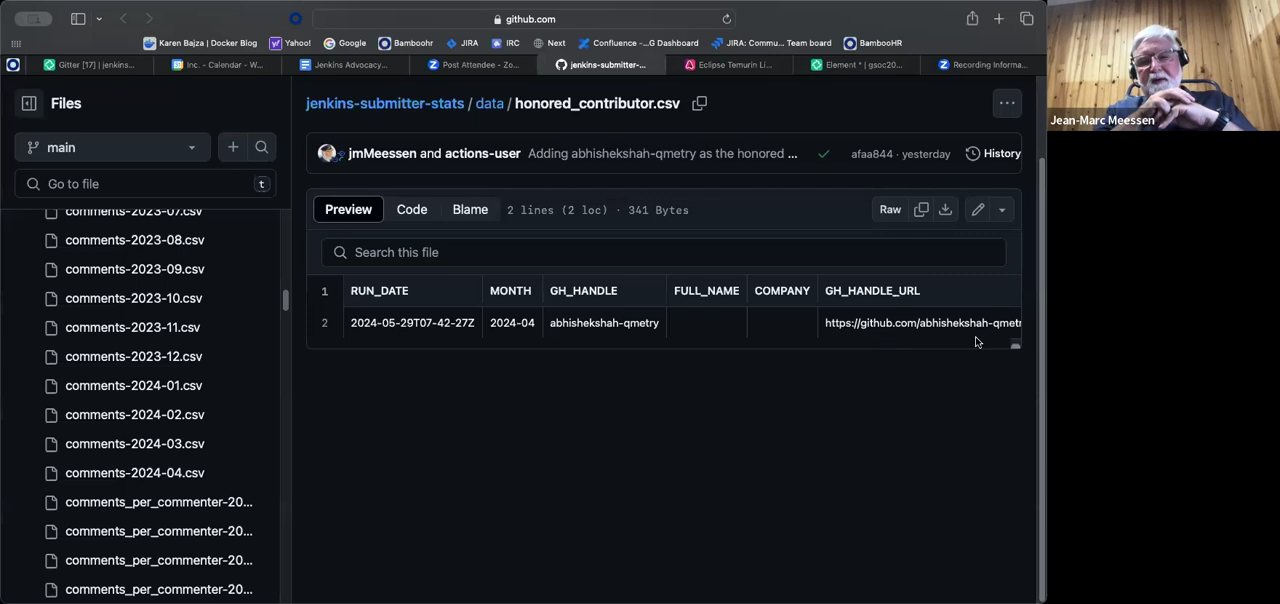 github.com
Karen Bajza | Docker Blog
Yahoo!
Google
Bamboohr
JIRA
IRC
Next
Confluence -...G Dashboard
JIRA: Commu... Team board
BambooHR
Gitter [17] | jenkins...
Inc. - Calendar - W...
Jenkins Advocacy...
Post Attendee - Zo...
jenkins-submitter-...
Eclipse Temurin Li...
Element * | gsoc20...
Recording Informa...
Files
jenkins-submitter-stats / data / honored_contributor.csv
main
jmMeessen and actions-user Adding abhishekshah-qmetry as the honored ...
afaa844 · yesterday
History
Go to file
t
Preview
Code
Blame
2 lines (2 loc) · 341 Bytes
Raw
Search this file
1 RUN_DATE MONTH GH_HANDLE FULL_NAME COMPANY GH_HANDLE_URL
2 2024-05-29T07-42-27Z 2024-04 abhishekshah-qmetry https://github.com/abhishekshah-qmetr
comments-2023-07.csv
comments-2023-08.csv
comments-2023-09.csv
comments-2023-10.csv
comments-2023-11.csv
comments-2023-12.csv
comments-2024-01.csv
comments-2024-02.csv
comments-2024-03.csv
comments-2024-04.csv
comments_per_commenter-20...
comments_per_commenter-20...
comments_per_commenter-20...
comments_per_commenter-20...
Jean-Marc Meessen